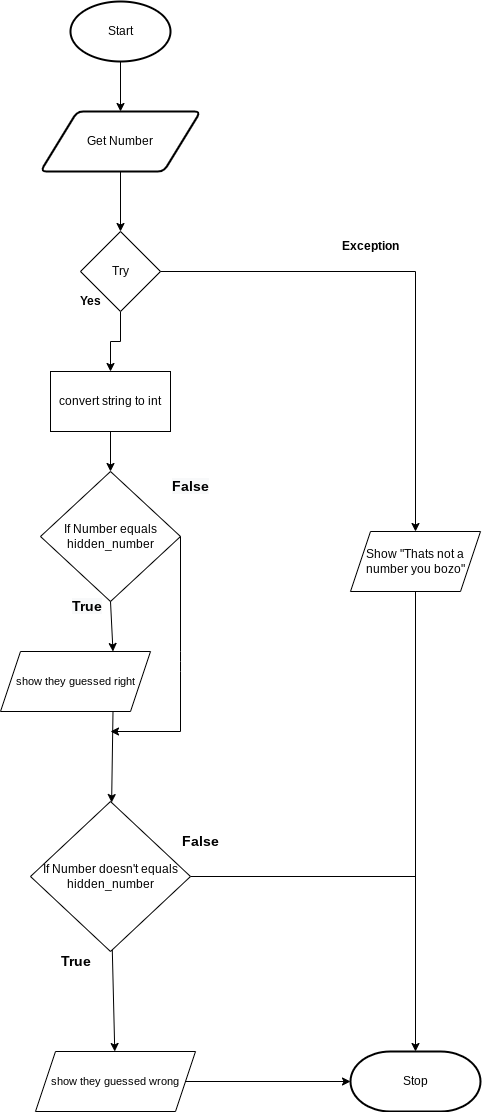 Start
Get Number
Exception
Try
Yes
convert string to int
False
If Number equals
hidden_number
Show "Thats not a
number you bozo"
True
show they guessed right
False
If Number doesn't equals
hidden_number
True
show they guessed wrong
Stop